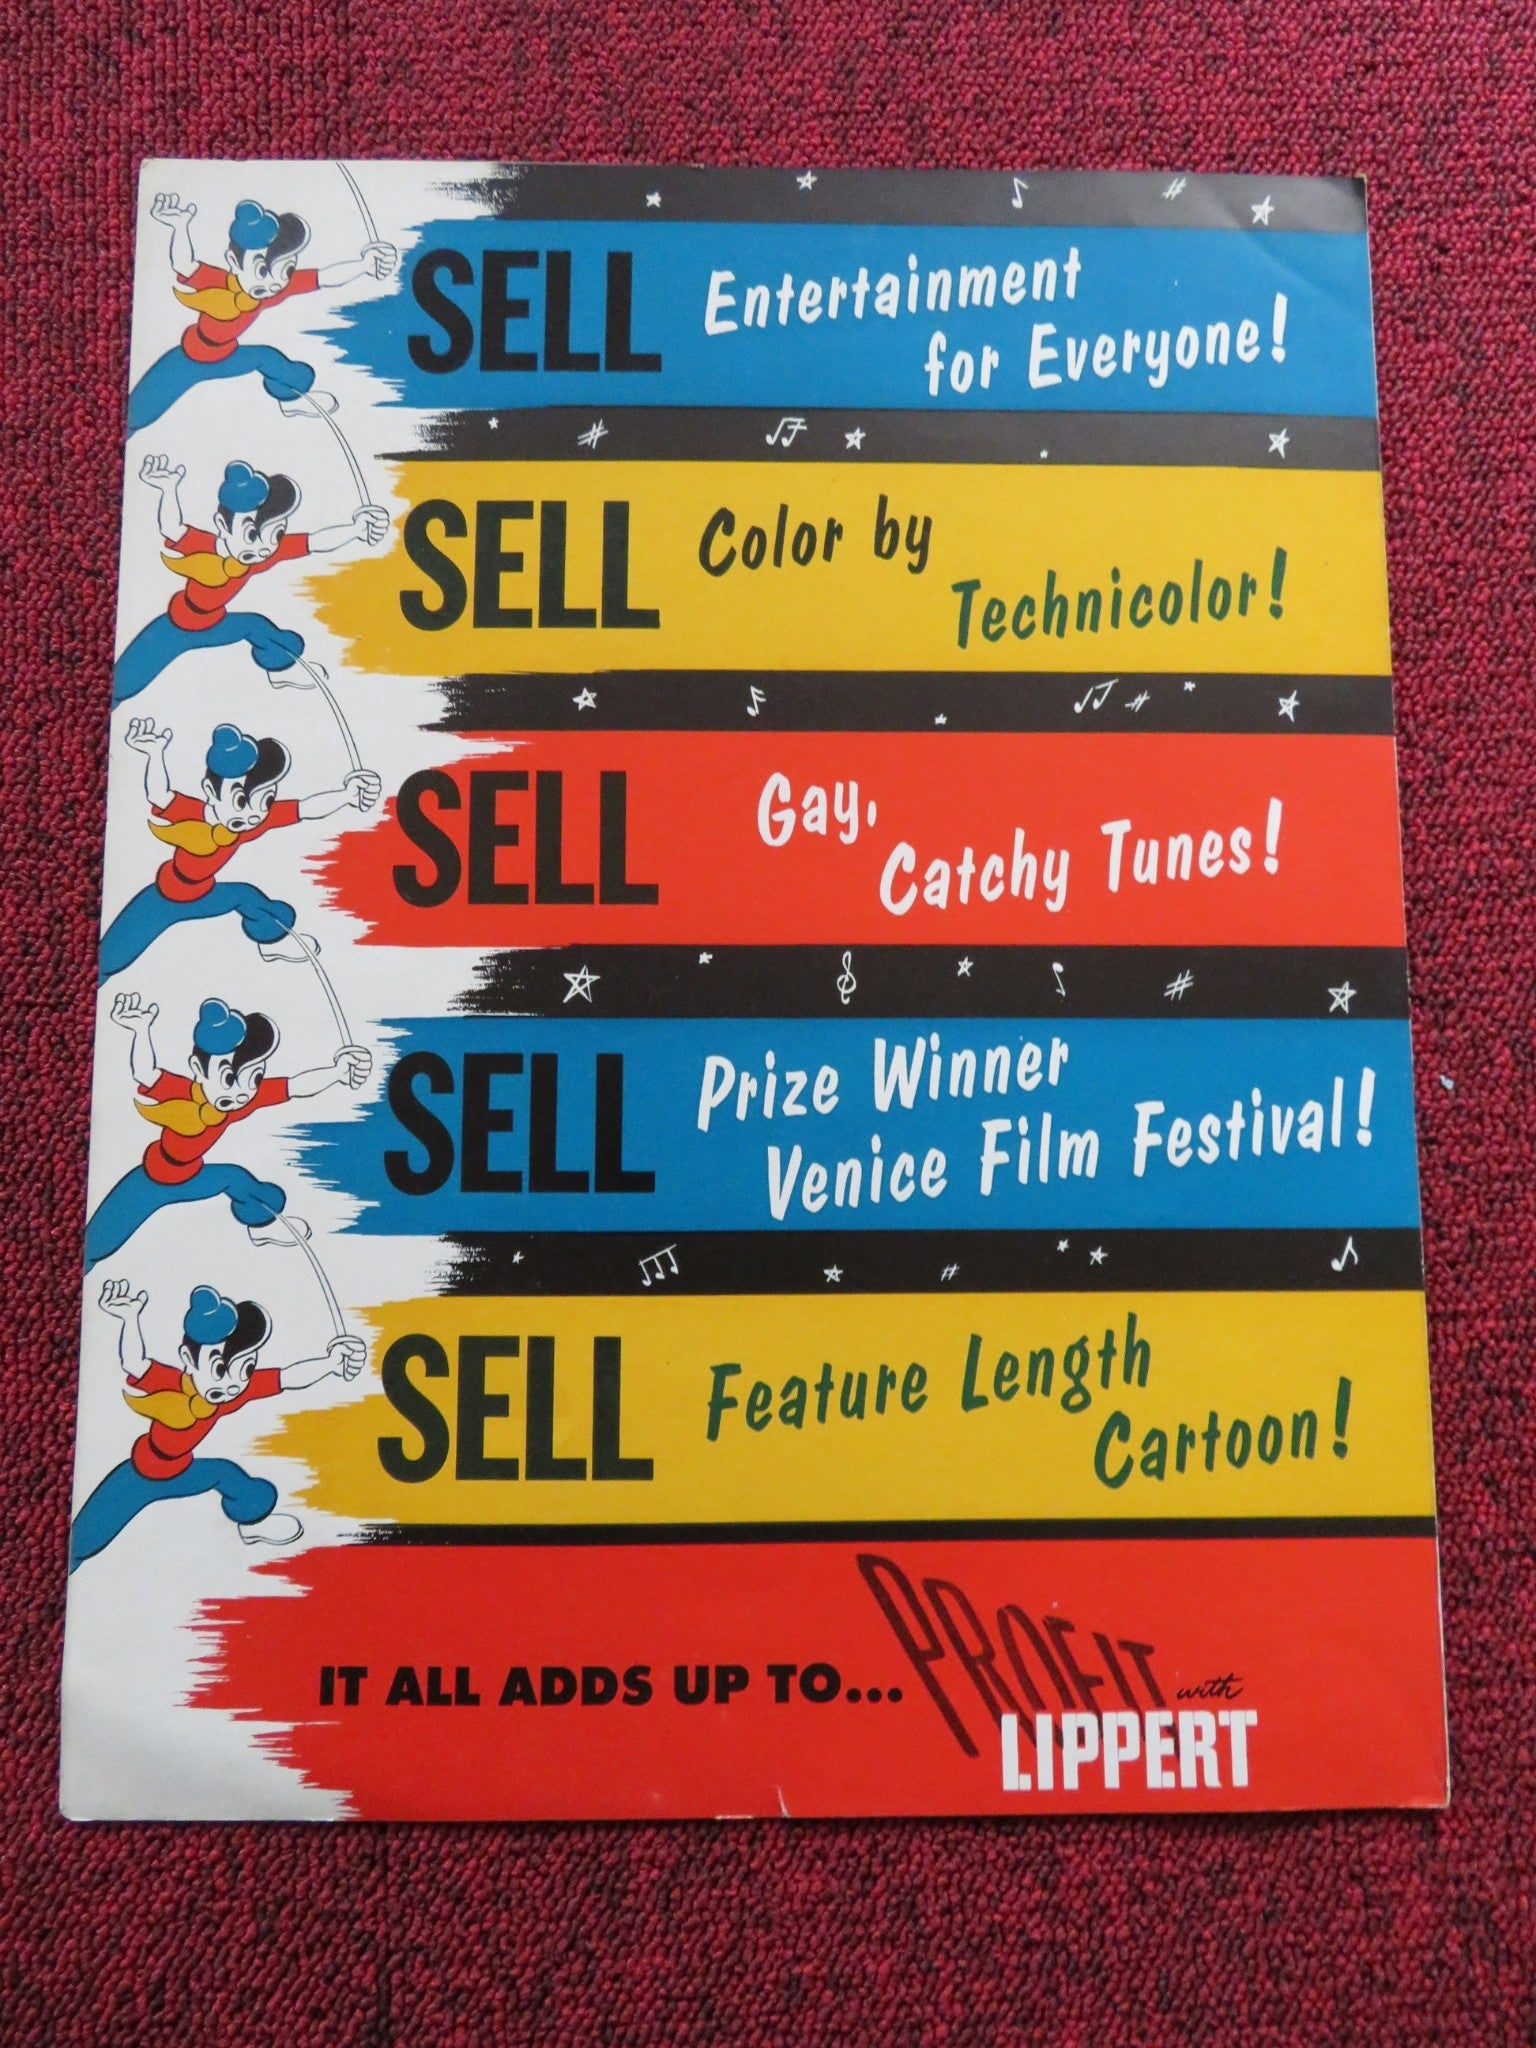 SELL Entertainment
for Everyone!
SELL Color by
Technicolor!
SELL Gay,
Catchy Tunes!
SELL Prize Winner
Venice Film Festival!
SELL Feature Length
Cartoon!
IT ALL ADDS UP TO... PROFIT with
LIPPERT